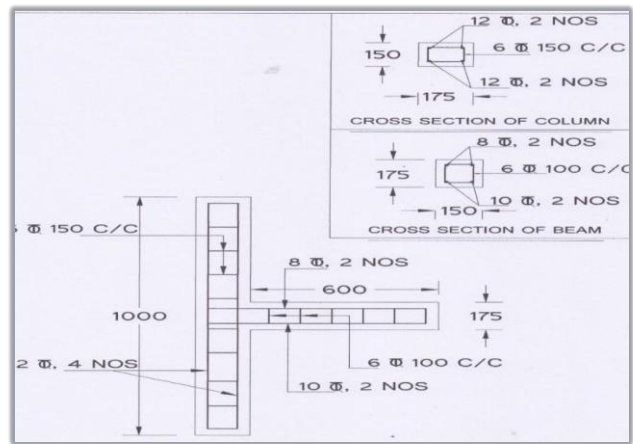 12 Φ, 2 NOS
6 Φ 150 C/C
150
12 Φ, 2 NOS
175
CROSS SECTION OF COLUMN
8 Φ, 2 NOS
6 Φ 100 C/C
175
10 Φ, 2 NOS
150
CROSS SECTION OF BEAM
Φ 150 C/C
8 Φ, 2 NOS
600
1000
175
6 Φ 100 C/C
2 Φ, 4 NOS
10 Φ, 2 NOS